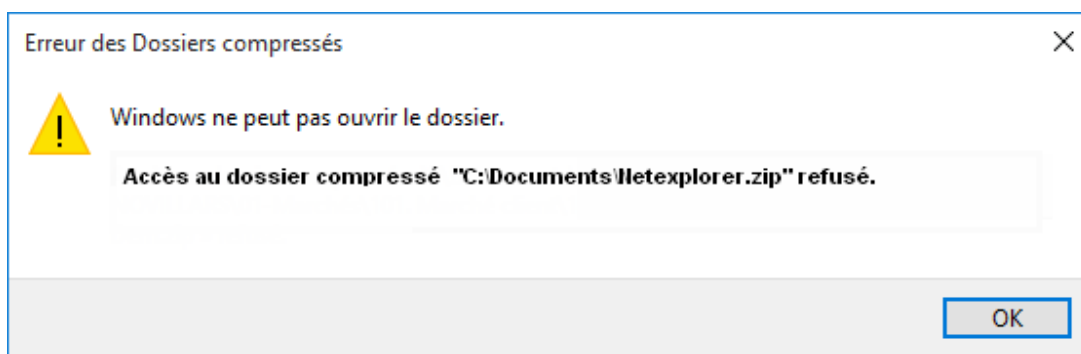 Erreur des Dossiers compressés
Windows ne peut pas ouvrir le dossier.
Accès au dossier compressé "C:\Documents\Netexplorer.zip" refusé.
OK